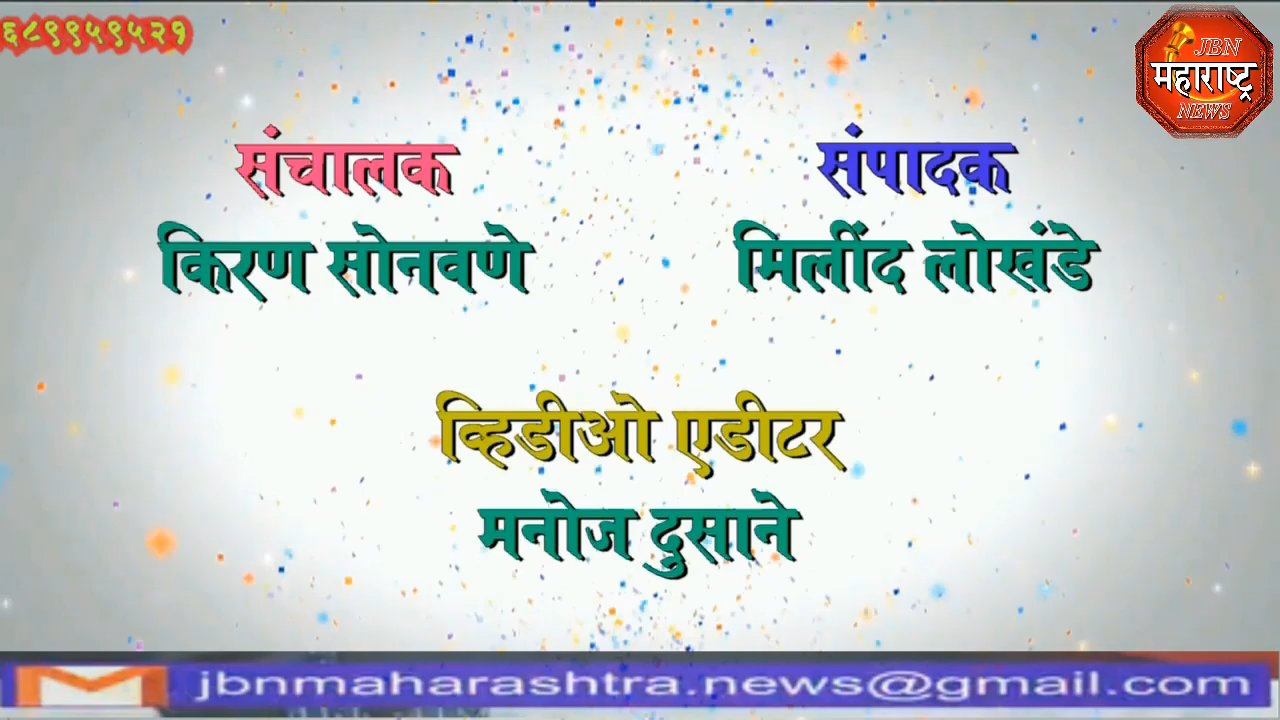 ६८९९५९५२१
JBN
महाराष्ट्र
NEWS
संचालक
किरण सोनवणे
संपादक
मिलींद लोखंडे
व्हिडीओ एडीटर
मनोज दुसाने
jbnmaharashtra.news@gmail.com